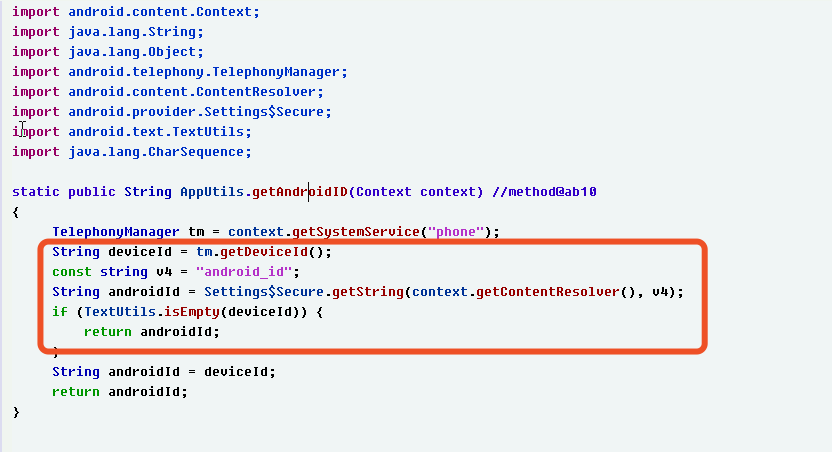 import android.content.Context;
import java.lang.String;
import java.lang.Object;
import android.telephony.TelephonyManager;
import android.content.ContentResolver;
import android.provider.Settings$Secure;
import android.text.TextUtils;
import java.lang.CharSequence;
static public String AppUtils.getAndroidID(Context context) //method@ab10
{
TelephonyManager tm = context.getSystemService("phone");
String deviceId = tm.getDeviceId();
const string v4 = "android_id";
String androidId = Settings$Secure.getString(context.getContentResolver(), v4);
if (TextUtils.isEmpty(deviceId)) {
return androidId;
}
String androidId = deviceId;
return androidId;
}